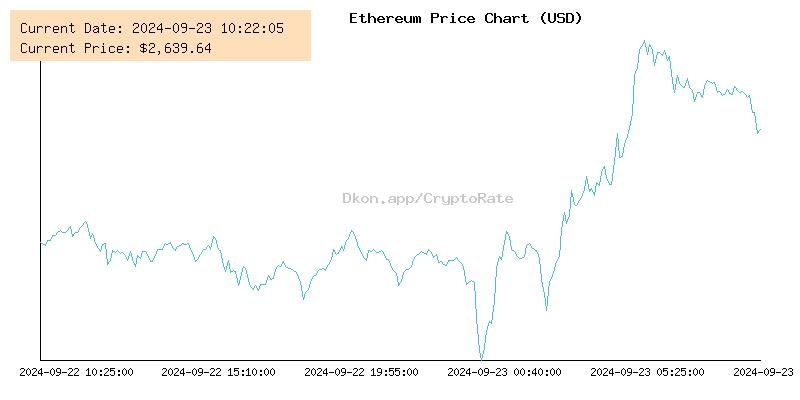 Ethereum Price Chart (USD)
Current Date: 2024-09-23 10:22:05
Current Price: $2,639.64
Dkon.app/CryptoRate
2024-09-22 10:25:00 2024-09-22 15:10:00 2024-09-22 19:55:00 2024-09-23 00:40:00 2024-09-23 05:25:00 2024-09-23